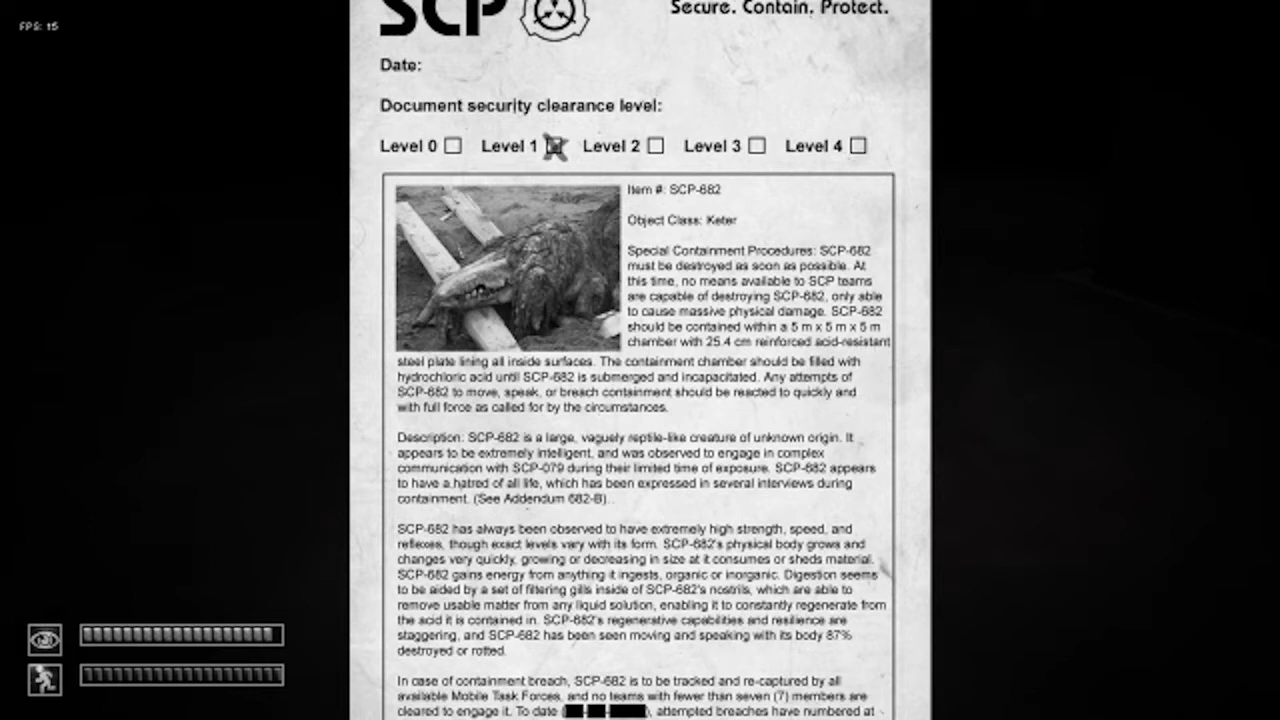 FPS: 15
SCP
Secure. Contain. Protect.
Date:
Document security clearance level:
Level 0 Level 1 Level 2 Level 3 Level 4
Item #: SCP-682
Object Class: Keter
Special Containment Procedures: SCP-682
must be destroyed as soon as possible. At
this time, no means available to SCP teams
are capable of destroying SCP-682, only able
to cause massive physical damage. SCP-682
should be contained within a 5 m x 5 m x 5 m
chamber with 25.4 cm reinforced acid-resistant
steel plate lining all inside surfaces. The containment chamber should be filled with
hydrochloric acid until SCP-682 is submerged and incapacitated. Any attempts of
SCP-682 to move, speak, or breach containment should be reacted to quickly and
with full force as called for by the circumstances.
Description: SCP-682 is a large, vaguely reptile-like creature of unknown origin. It
appears to be extremely intelligent, and was observed to engage in complex
communication with SCP-079 during their limited time of exposure. SCP-682 appears
to have a hatred of all life, which has been expressed in several interviews during
containment. (See Addendum 682-B).
SCP-682 has always been observed to have extremely high strength, speed, and
reflexes, though exact levels vary with its form. SCP-682's physical body grows and
changes very quickly, growing or decreasing in size at it consumes or sheds material.
SCP-682 gains energy from anything it ingests, organic or inorganic. Digestion seems
to be aided by a set of filtering gills inside of SCP-682's nostrils, which are able to
remove usable matter from any liquid solution, enabling it to constantly regenerate from
the acid it is contained in. SCP-682's regenerative capabilities and resilience are
staggering, and SCP-682 has been seen moving and speaking with its body 87%
destroyed or rotted.
In case of containment breach, SCP-682 is to be tracked and re-captured by all
available Mobile Task Forces, and no teams with fewer than seven (7) members are
cleared to engage it. To date (██-██-████), attempted breaches have numbered at